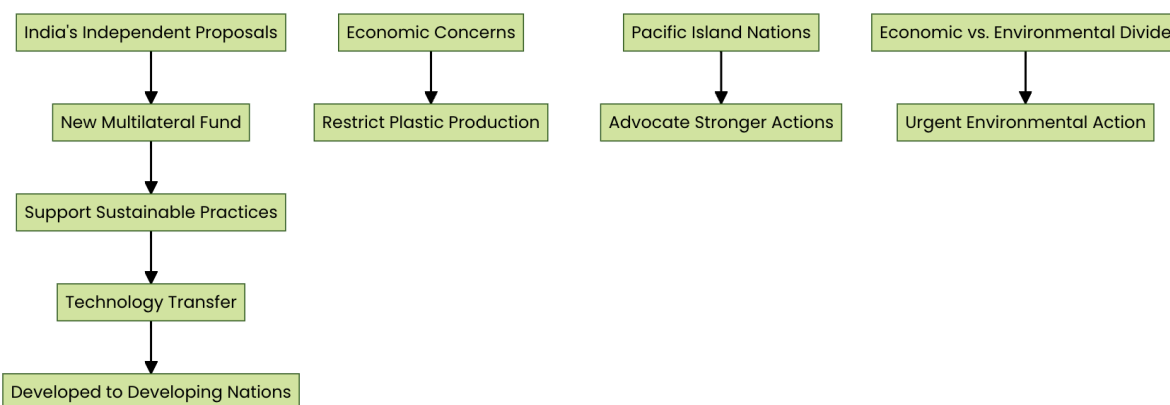 India's Independent Proposals
Economic Concerns
Pacific Island Nations
Economic vs. Environmental Divide
New Multilateral Fund
Restrict Plastic Production
Advocate Stronger Actions
Urgent Environmental Action
Support Sustainable Practices
Technology Transfer
Developed to Developing Nations